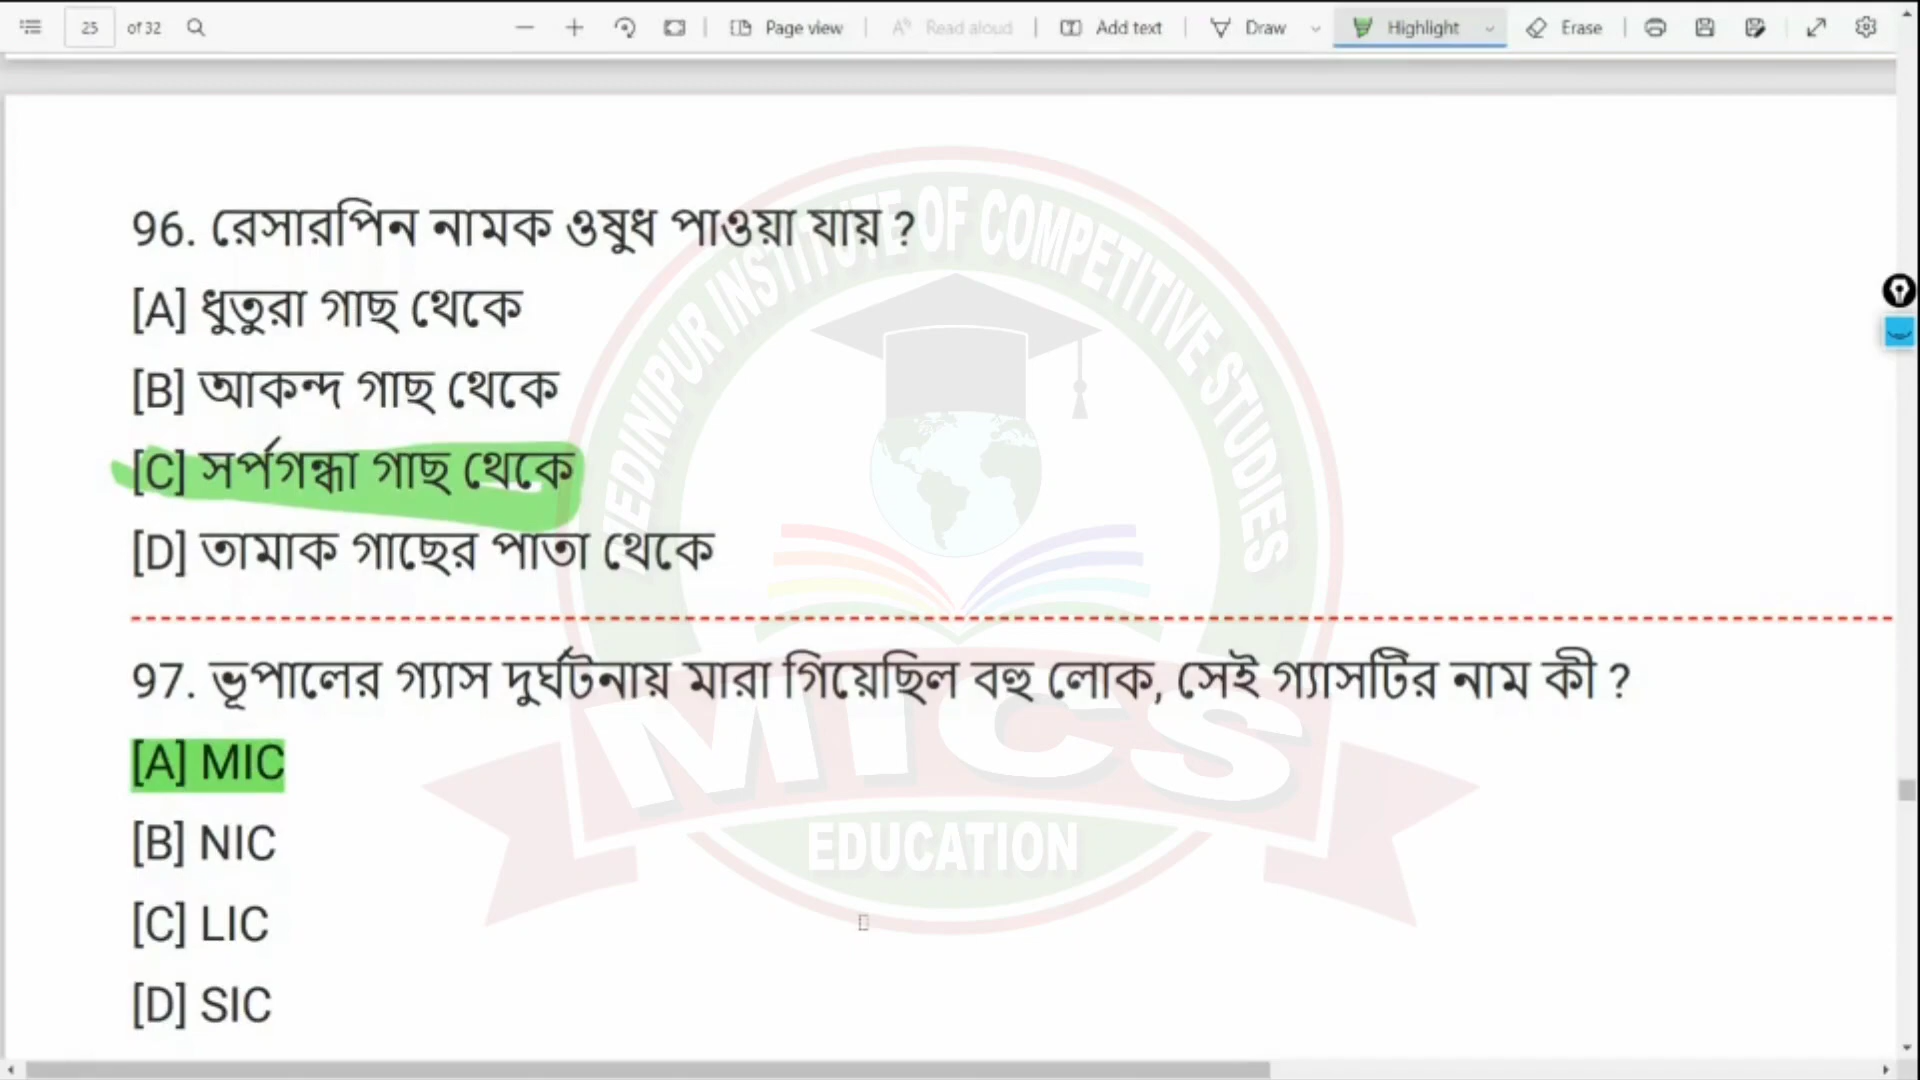 25 of 32 Page view Read aloud Add text Draw Highlight Erase
96. রেসারপিন নামক ওষুধ পাওয়া যায় ?
[A] ধুতুরা গাছ থেকে
[B] আকন্দ গাছ থেকে
[C] সর্পগন্ধা গাছ থেকে
[D] তামাক গাছের পাতা থেকে
97. ভূপালের গ্যাস দুর্ঘটনায় মারা গিয়েছিল বহু লোক, সেই গ্যাসটির নাম কী ?
[A] MIC
[B] NIC
[C] LIC
[D] SIC
MEDINIPUR INSTITUTE OF COMPETITIVE STUDIES
MICS
EDUCATION